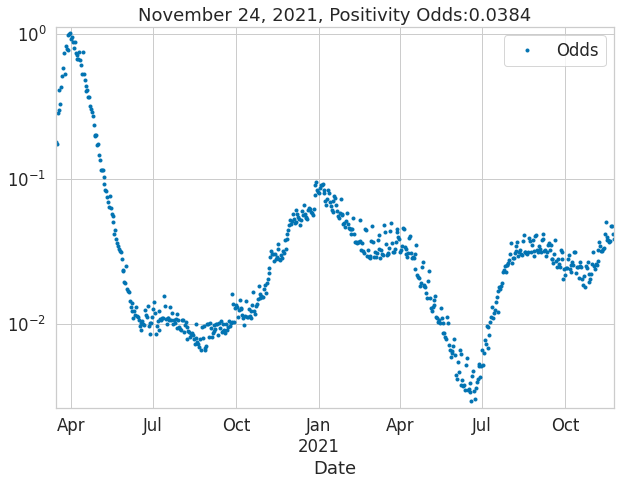 November 24, 2021, Positivity Odds:0.0384
Odds
10⁰
10⁻¹
10⁻²
Apr Jul Oct Jan Apr Jul Oct
2021
Date